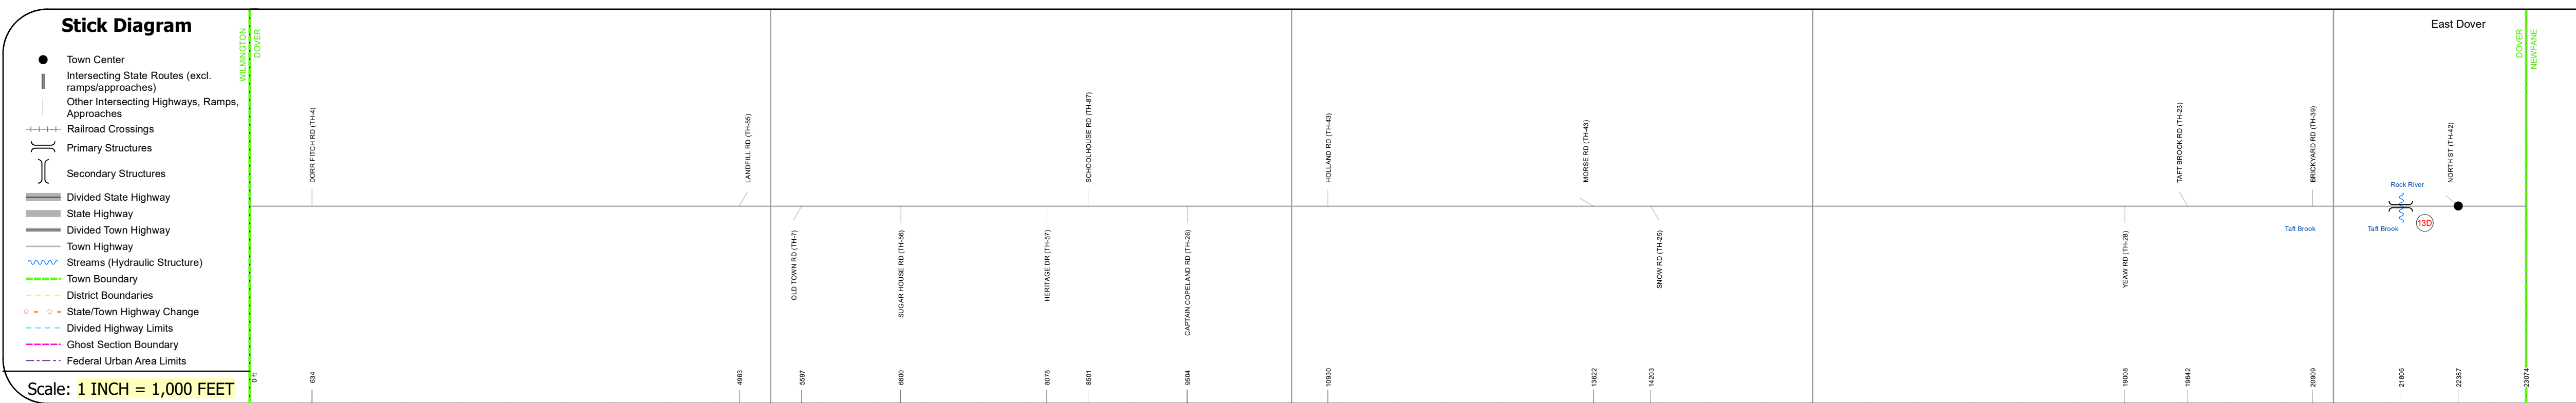 Stick Diagram
Town Center
Intersecting State Routes (excl.
ramps/approaches)
Other Intersecting Highways, Ramps,
Approaches
Railroad Crossings
Primary Structures
Secondary Structures
Divided State Highway
State Highway
Divided Town Highway
Town Highway
Streams (Hydraulic Structure)
Town Boundary
District Boundaries
State/Town Highway Change
Divided Highway Limits
Ghost Section Boundary
Federal Urban Area Limits
Scale: 1 INCH = 1,000 FEET
WILMINGTON
DOVER
East Dover
DOVER
NEWFANE
DORR FITCH RD (TH-4)
LANDFILL RD (TH-55)
SCHOOLHOUSE RD (TH-87)
HOLLAND RD (TH-43)
MORSE RD (TH-43)
TAFT BROOK RD (TH-23)
BRICKYARD RD (TH-39)
NORTH ST (TH-42)
Rock River
OLD TOWN RD (TH-7)
SUGAR HOUSE RD (TH-56)
HERITAGE DR (TH-57)
CAPTAIN COPELAND RD (TH-26)
SNOW RD (TH-25)
YEAW RD (TH-28)
Taft Brook
Taft Brook
13D
0 ft
634
4963
5597
6600
8078
8501
9504
10930
13622
14203
19008
19642
20909
21806
22387
23074